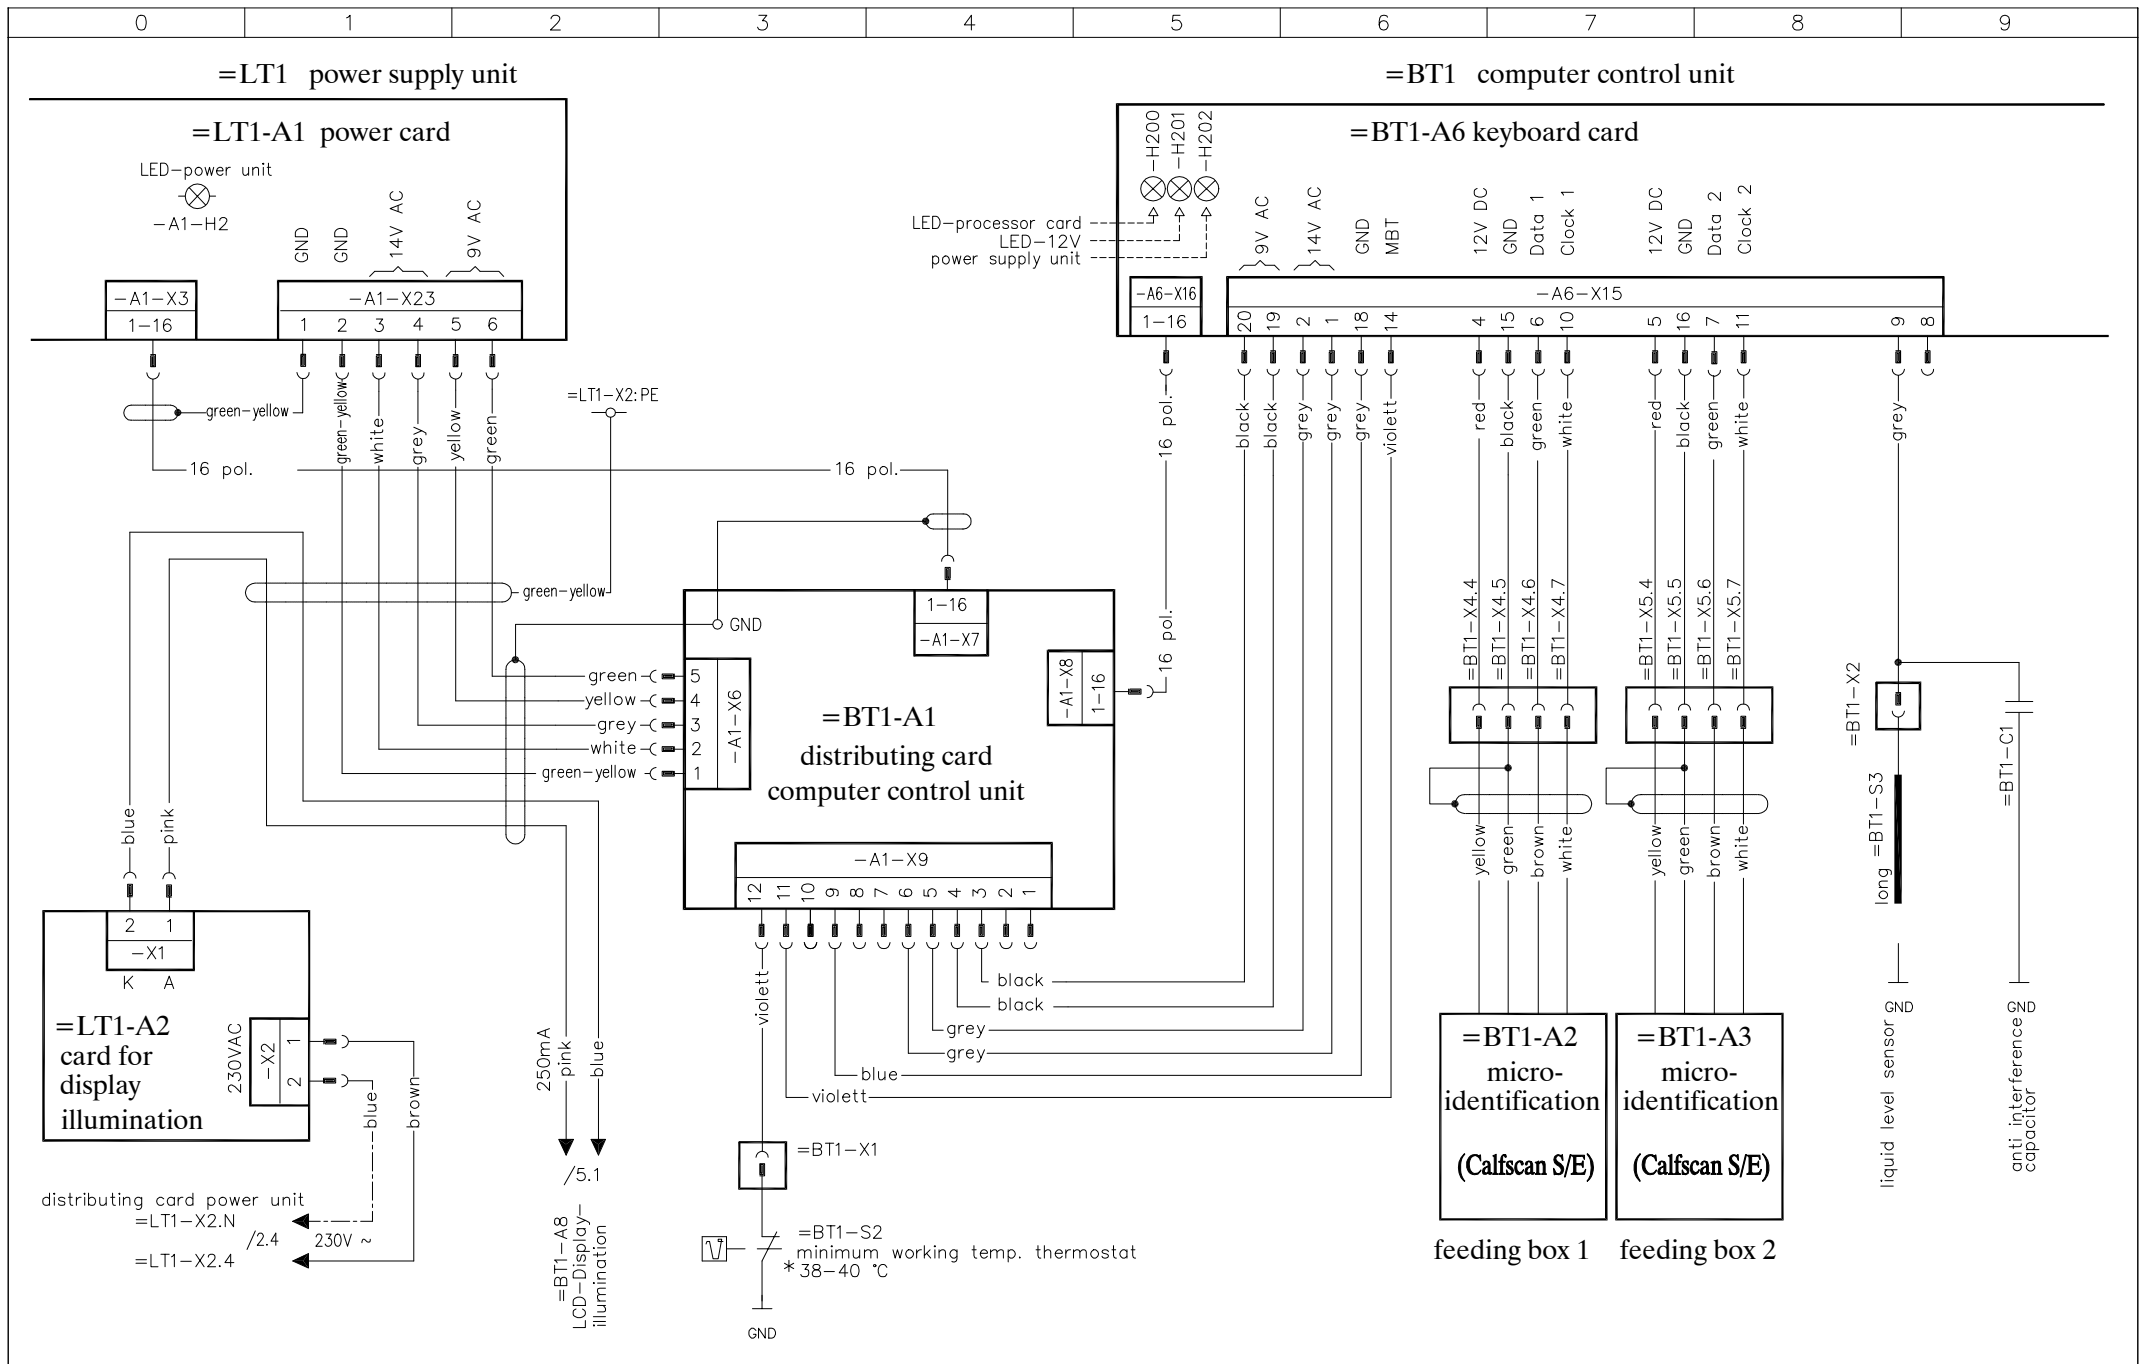 0 1 2 3 4 5 6 7 8 9
=LT1 power supply unit
=LT1-A1 power card
LED-power unit
-A1-H2
GND
GND
14V AC
9V AC
-A1-X3
1-16
-A1-X23
1 2 3 4 5 6
green-yellow
green-yellow
white
grey
yellow
green
=LT1-X2:PE
16 pol.
16 pol.
green-yellow
=BT1 computer control unit
=BT1-A6 keyboard card
-H200
-H201
-H202
LED-processor card
LED-12V
power supply unit
9V AC
14V AC
GND
MBT
12V DC
GND
Data 1
Clock 1
12V DC
GND
Data 2
Clock 2
-A6-X16
1-16
-A6-X15
20 19 2 1 18 14 4 15 6 10 5 16 7 11 9 8
16 pol.
black
black
grey
grey
grey
violett
red
black
green
white
red
black
green
white
grey
16 pol.
=BT1-X4.4
=BT1-X4.5
=BT1-X4.6
=BT1-X4.7
=BT1-X5.4
=BT1-X5.5
=BT1-X5.6
=BT1-X5.7
GND
1-16
-A1-X7
-A1-X8
1-16
green
yellow
grey
white
green-yellow
5
4
3
2
1
-A1-X6
=BT1-A1
distributing card
computer control unit
-A1-X9
12 11 10 9 8 7 6 5 4 3 2 1
blue
pink
2 1
-X1
K A
=LT1-A2
card for
display
illumination
230VAC
-X2
1
2
blue
brown
distributing card power unit
=LT1-X2.N
/2.4
230V ~
=LT1-X2.4
250mA
pink
blue
/5.1
=BT1-A8
LCD-Display-
illumination
violett
black
black
grey
grey
blue
violett
=BT1-X1
=BT1-S2
minimum working temp. thermostat
* 38-40 °C
GND
yellow
green
brown
white
yellow
green
brown
white
=BT1-A2
micro-
identification
(Calfscan S/E)
feeding box 1
=BT1-A3
micro-
identification
(Calfscan S/E)
feeding box 2
=BT1-X2
long =BT1-S3
=BT1-C1
GND
liquid level sensor
GND
anti interference
capacitor